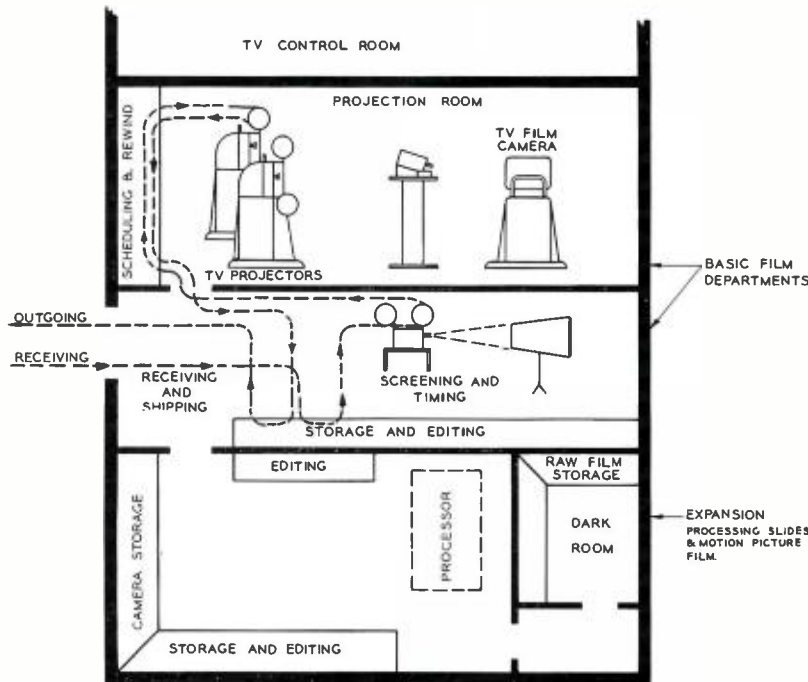 TV CONTROL ROOM
PROJECTION ROOM
TV FILM
CAMERA
SCHEDULING & REWIND
TV PROJECTORS
BASIC FILM
DEPARTMENTS
OUTGOING
RECEIVING
RECEIVING
AND
SHIPPING
SCREENING AND
TIMING
STORAGE AND EDITING
EDITING
RAW FILM
STORAGE
CAMERA STORAGE
PROCESSOR
DARK
ROOM
EXPANSION
PROCESSING SLIDES
& MOTION PICTURE
FILM.
STORAGE AND EDITING